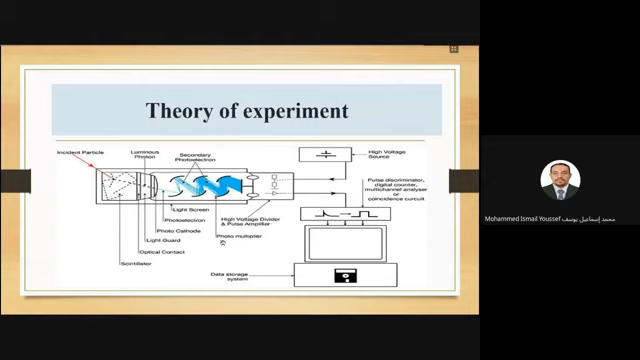 Theory of experiment
Incident Particle
Luminous
Photon
Secondary
Photoelectron
High Voltage
Source
Pulse discriminator,
digital counter,
multichannel analyser
or coincidence curcuit
Light Screen
Photoelectron
Photo Cathode
Light Guard
Optical Contact
Scintillator
High Voltage Divider
& Pulse Amplifier
Photo multiplier
Data storage
system
Mohammed Ismail Youssef محمد إسماعيل يوسف